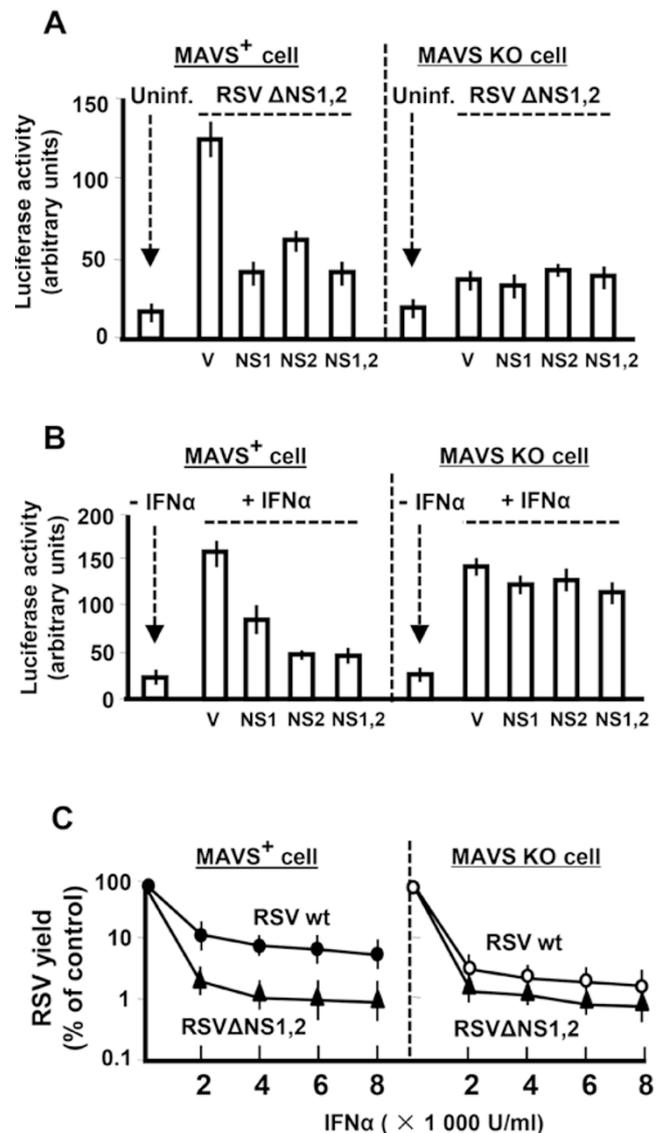 A
MAVS+ cell
MAVS KO cell
Uninf. RSV ΔNS1,2
Uninf. RSV ΔNS1,2
Luciferase activity
(arbitrary units)
150
100
50
0
V NS1 NS2 NS1,2
V NS1 NS2 NS1,2
B
MAVS+ cell
MAVS KO cell
- IFNα + IFNα
- IFNα + IFNα
Luciferase activity
(arbitrary units)
200
150
100
50
0
V NS1 NS2 NS1,2
V NS1 NS2 NS1,2
C
MAVS+ cell
MAVS KO cell
RSV yield
(% of control)
100
10
1
0.1
RSV wt
RSVΔNS1,2
RSV wt
RSVΔNS1,2
2 4 6 8
2 4 6 8
IFNα ( × 1 000 U/ml)